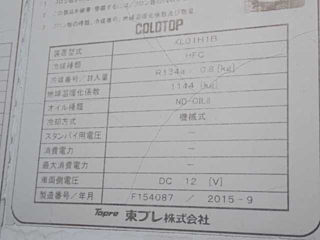 COLDTOP
装置型式 XL01H1B
冷媒種類 HFC
冷媒番号/封入量 R134a 0.8 [kg]
地球温暖化係数 1144 [kg]
オイル種類 ND-OIL8
冷却方式 機械式
スタンバイ用電圧 -
消費電力 -
最大消費電力 -
車両側電圧 DC 12 [V]
製造番号/年月 F154087 / 2015-9
Topre 東プレ株式会社